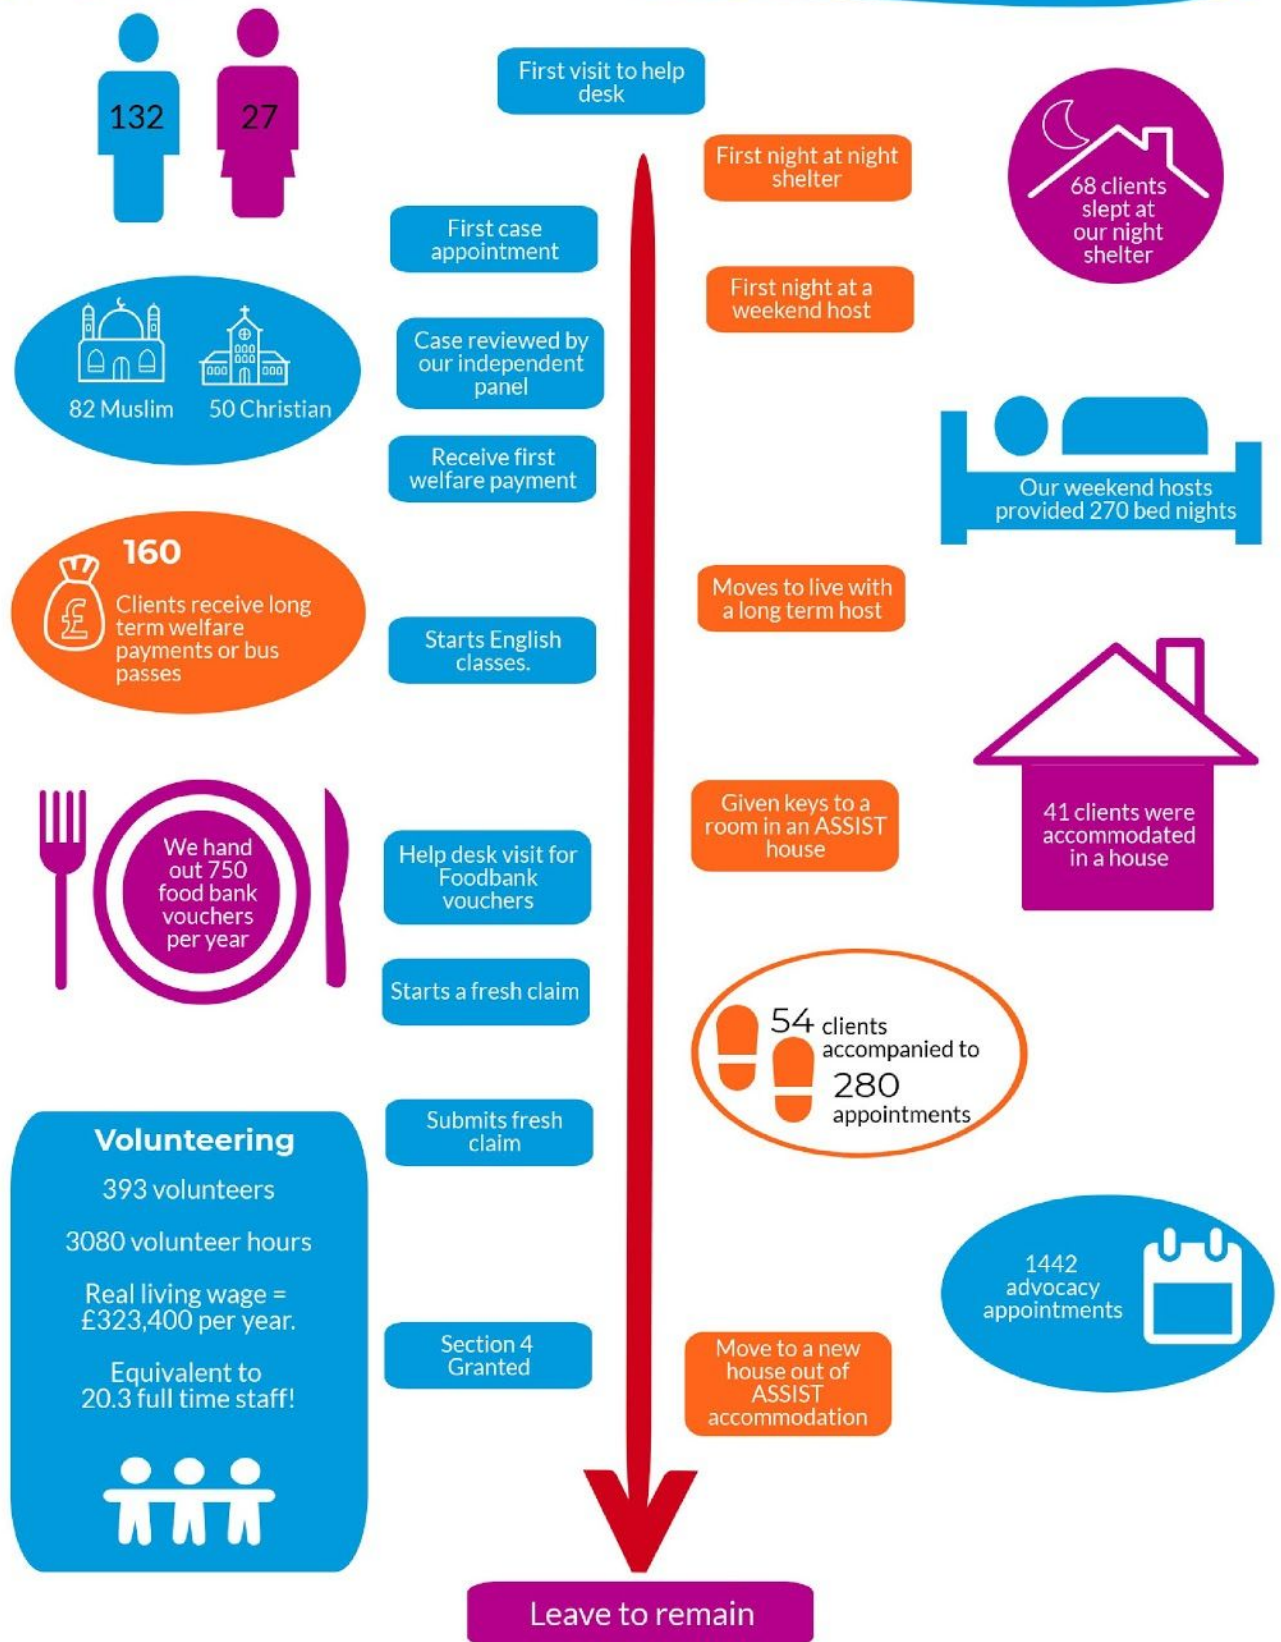 132
27
First visit to help
desk
First night at night
shelter
68 clients
slept at
our night
shelter
First case
appointment
First night at a
weekend host
82 Muslim
50 Christian
Case reviewed by
our independent
panel
Receive first
welfare payment
Our weekend hosts
provided 270 bed nights
160
£
Clients receive long
term welfare
payments or bus
passes
Moves to live with
a long term host
Starts English
classes.
Given keys to a
room in an ASSIST
house
41 clients were
accommodated
in a house
We hand
out 750
food bank
vouchers
per year
Help desk visit for
Foodbank
vouchers
Starts a fresh claim
54 clients
accompanied to
280
appointments
Submits fresh
claim
Volunteering
393 volunteers
3080 volunteer hours
Real living wage =
£323,400 per year.
Equivalent to
20.3 full time staff!
1442
advocacy
appointments
Section 4
Granted
Move to a new
house out of
ASSIST
accommodation
Leave to remain